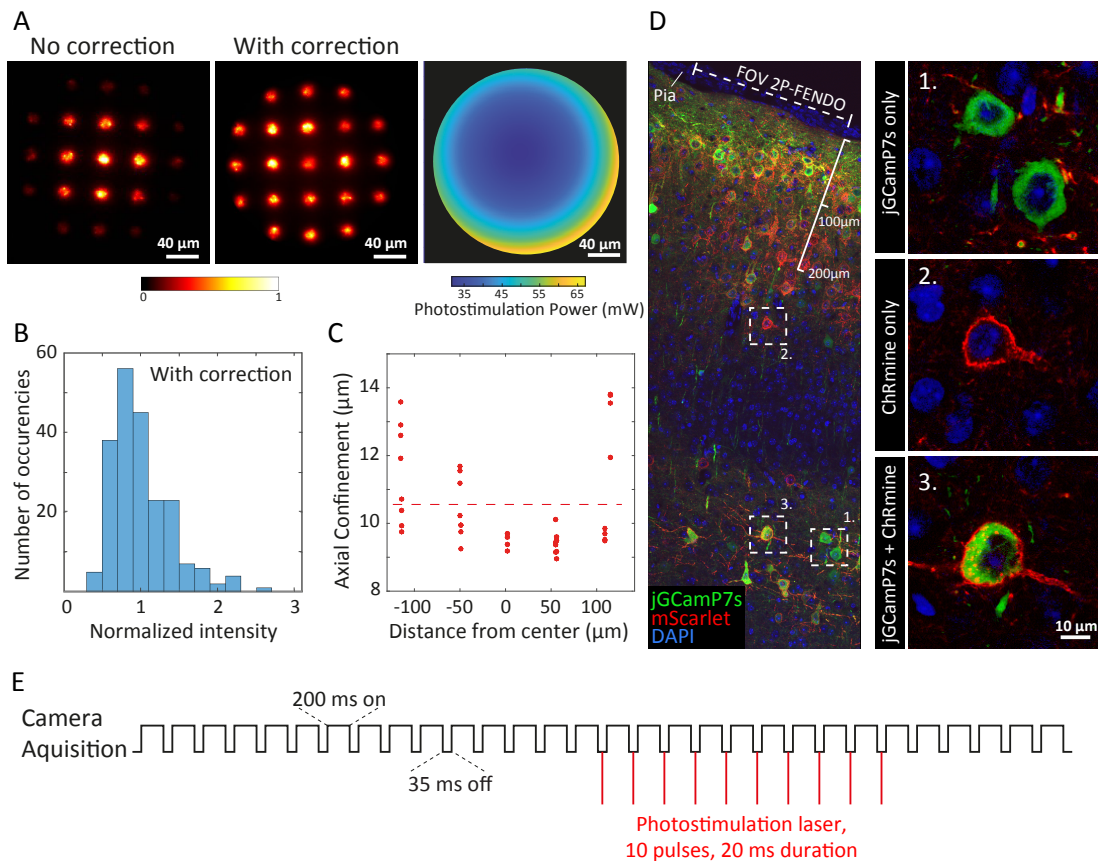 A
No correction
With correction
40 µm
40 µm
40 µm
0
1
35
45
55
65
Photostimulation Power (mW)
B
With correction
Number of occurencies
60
40
20
0
1
2
3
Normalized intensity
C
Axial Confinement (µm)
14
12
10
8
-100
-50
0
50
100
Distance from center (µm)
D
FOV 2P-FENDO
Pia
100µm
200µm
2.
3.
1.
jGCamP7s
mScarlet
DAPI
jGCamP7s only
1.
ChRmine only
2.
jGCamP7s + ChRmine
3.
10 µm
E
Camera
Aquisition
200 ms on
35 ms off
Photostimulation laser,
10 pulses, 20 ms duration